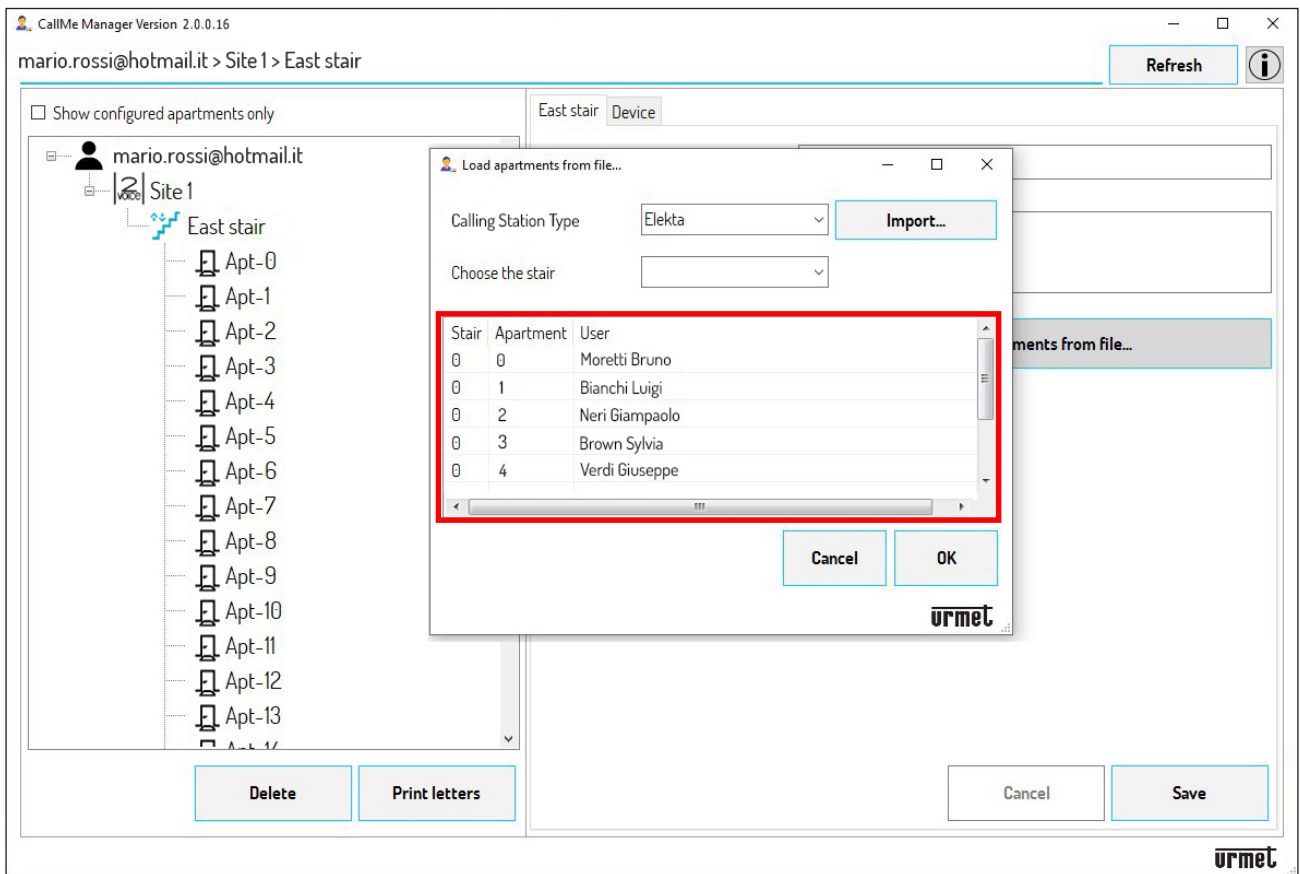 CallMe Manager Version 2.0.0.16
mario.rossi@hotmail.it > Site 1 > East stair
Refresh
Show configured apartments only
mario.rossi@hotmail.it
2 voice Site 1
East stair
Apt-0
Apt-1
Apt-2
Apt-3
Apt-4
Apt-5
Apt-6
Apt-7
Apt-8
Apt-9
Apt-10
Apt-11
Apt-12
Apt-13
Delete Print letters
East stair Device
Load apartments from file...
Calling Station Type Elekta Import...
Choose the stair
Stair Apartment User
0 0 Moretti Bruno
0 1 Bianchi Luigi
0 2 Neri Giampaolo
0 3 Brown Sylvia
0 4 Verdi Giuseppe
Cancel OK
urmet
from file...
Cancel Save
urmet